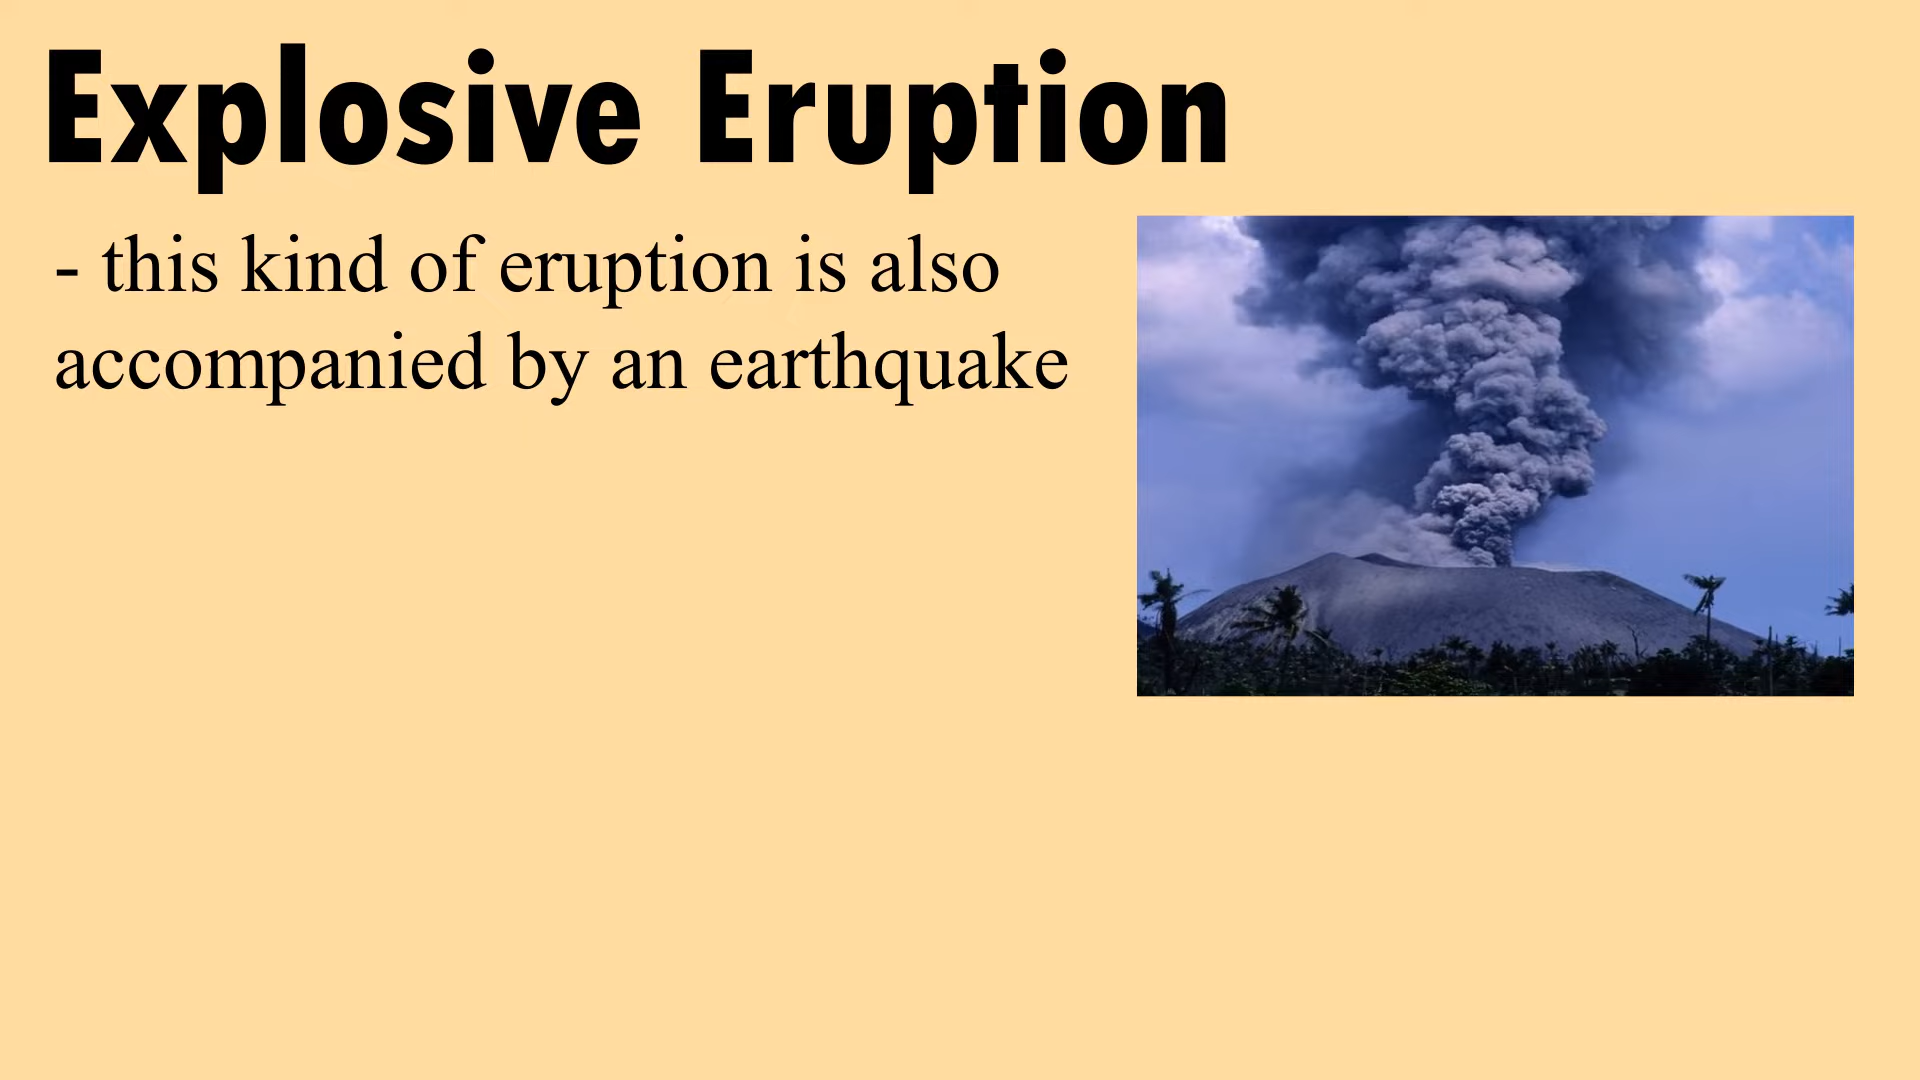 Explosive Eruption
- this kind of eruption is also
accompanied by an earthquake